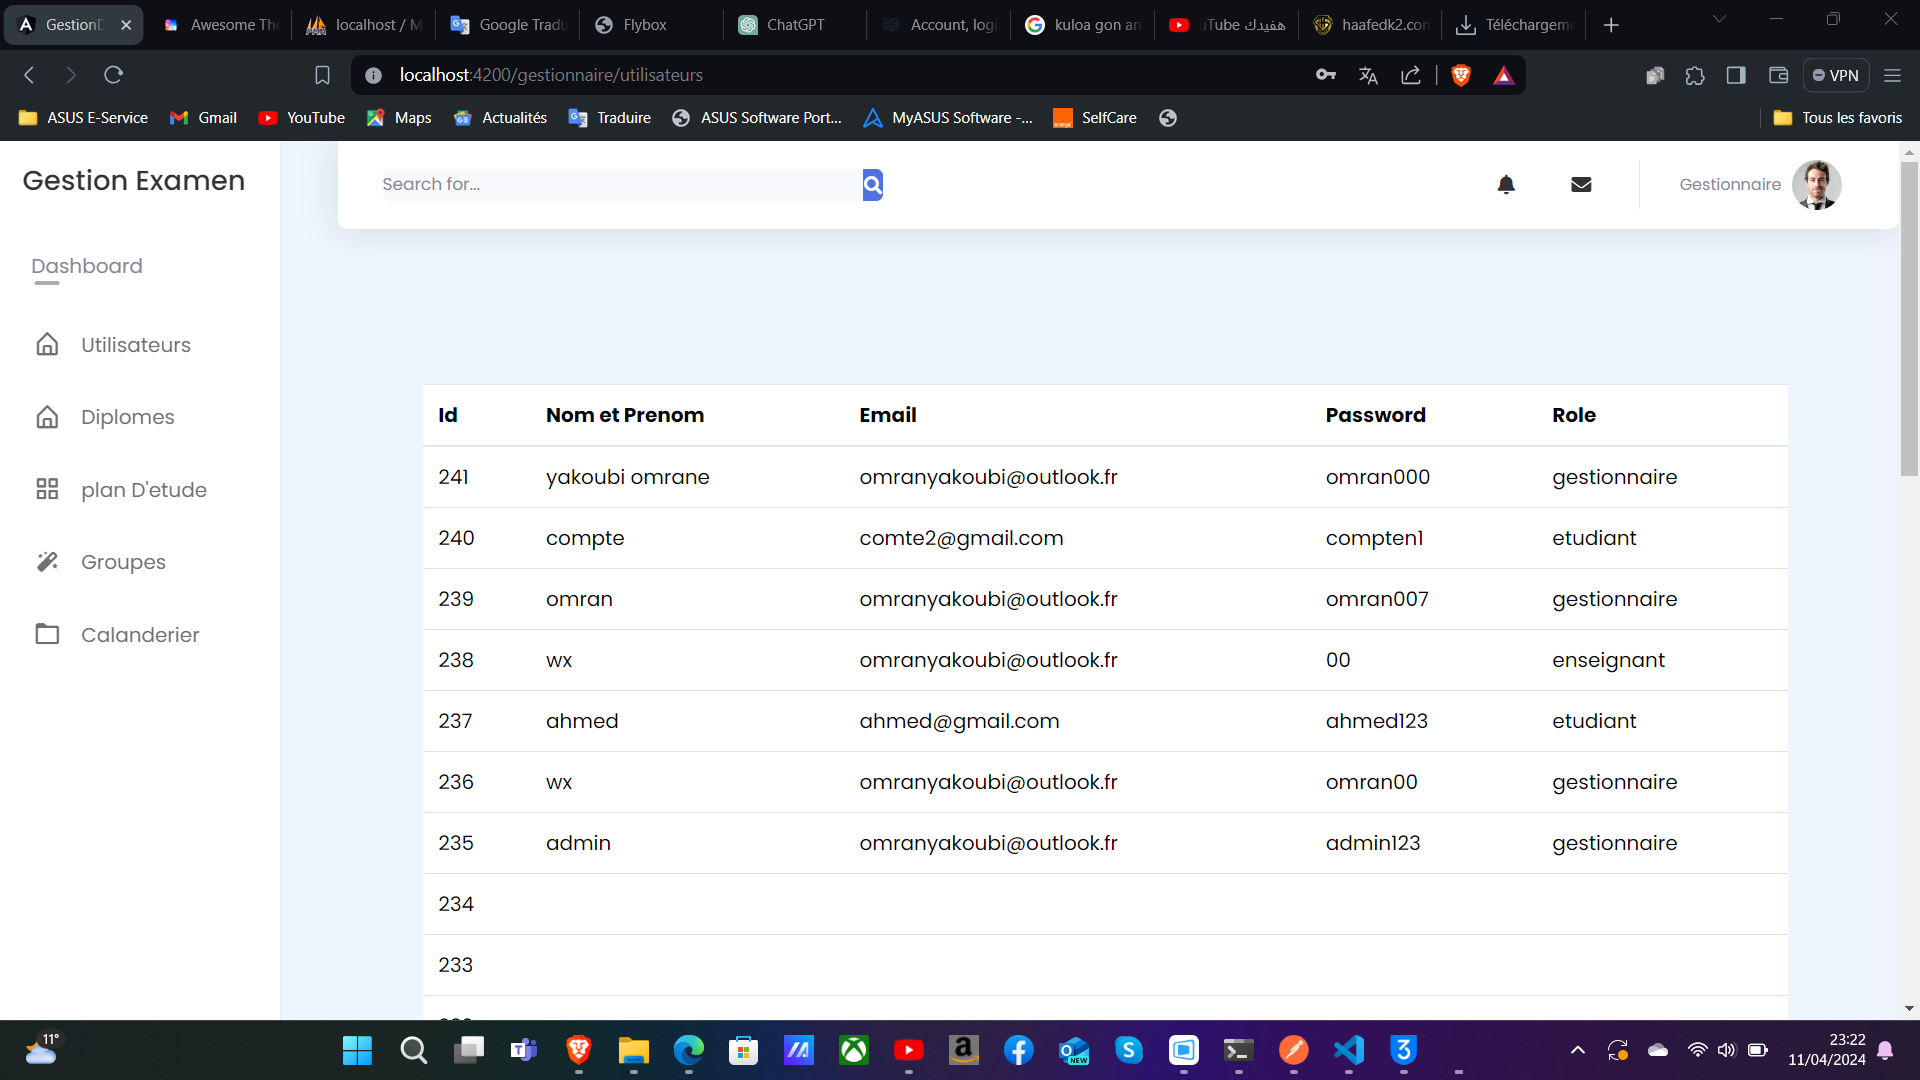 GestionD
Awesome The
localhost / M
Google Tradu
Flybox
ChatGPT
Account, logi
kuloa gon an
uTube هفيدك
haafedk2.con
Téléchargeme
localhost:4200/gestionnaire/utilisateurs
VPN
ASUS E-Service
Gmail
YouTube
Maps
Actualités
Traduire
ASUS Software Port...
MyASUS Software -...
SelfCare
Tous les favoris
Gestion Examen
Search for...
Gestionnaire
Dashboard
Utilisateurs
Diplomes
plan D'etude
Groupes
Calanderier
Id Nom et Prenom Email Password Role
241 yakoubi omrane omranyakoubi@outlook.fr omran000 gestionnaire
240 compte comte2@gmail.com compten1 etudiant
239 omran omranyakoubi@outlook.fr omran007 gestionnaire
238 wx omranyakoubi@outlook.fr 00 enseignant
237 ahmed ahmed@gmail.com ahmed123 etudiant
236 wx omranyakoubi@outlook.fr omran00 gestionnaire
235 admin omranyakoubi@outlook.fr admin123 gestionnaire
234
233
11°
NEW
23:22
11/04/2024